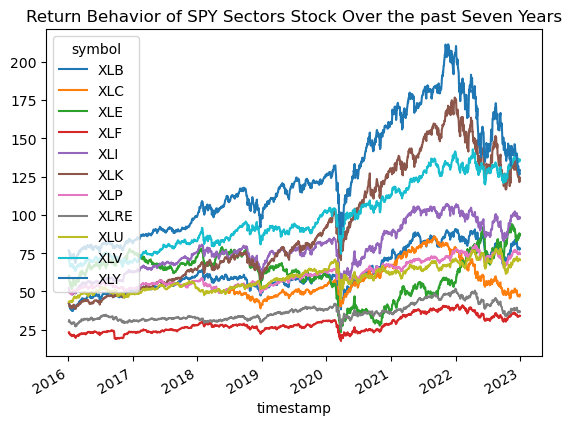 Return Behavior of SPY Sectors Stock Over the past Seven Years
symbol
XLB
XLC
XLE
XLF
XLI
XLK
XLP
XLRE
XLU
XLV
XLY
200
175
150
125
100
75
50
25
2016
2017
2018
2019
2020
2021
2022
2023
timestamp